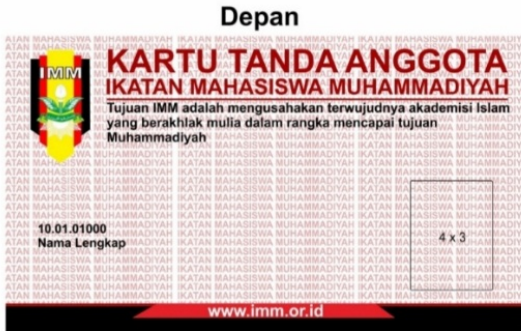 Depan
IMM
KARTU TANDA ANGGOTA
IKATAN MAHASISWA MUHAMMADIYAH
Tujuan IMM adalah mengusahakan terwujudnya akademisi Islam
yang berakhlak mulia dalam rangka mencapai tujuan
Muhammadiyah
10.01.01000
Nama Lengkap
4 x 3
www.imm.or.id